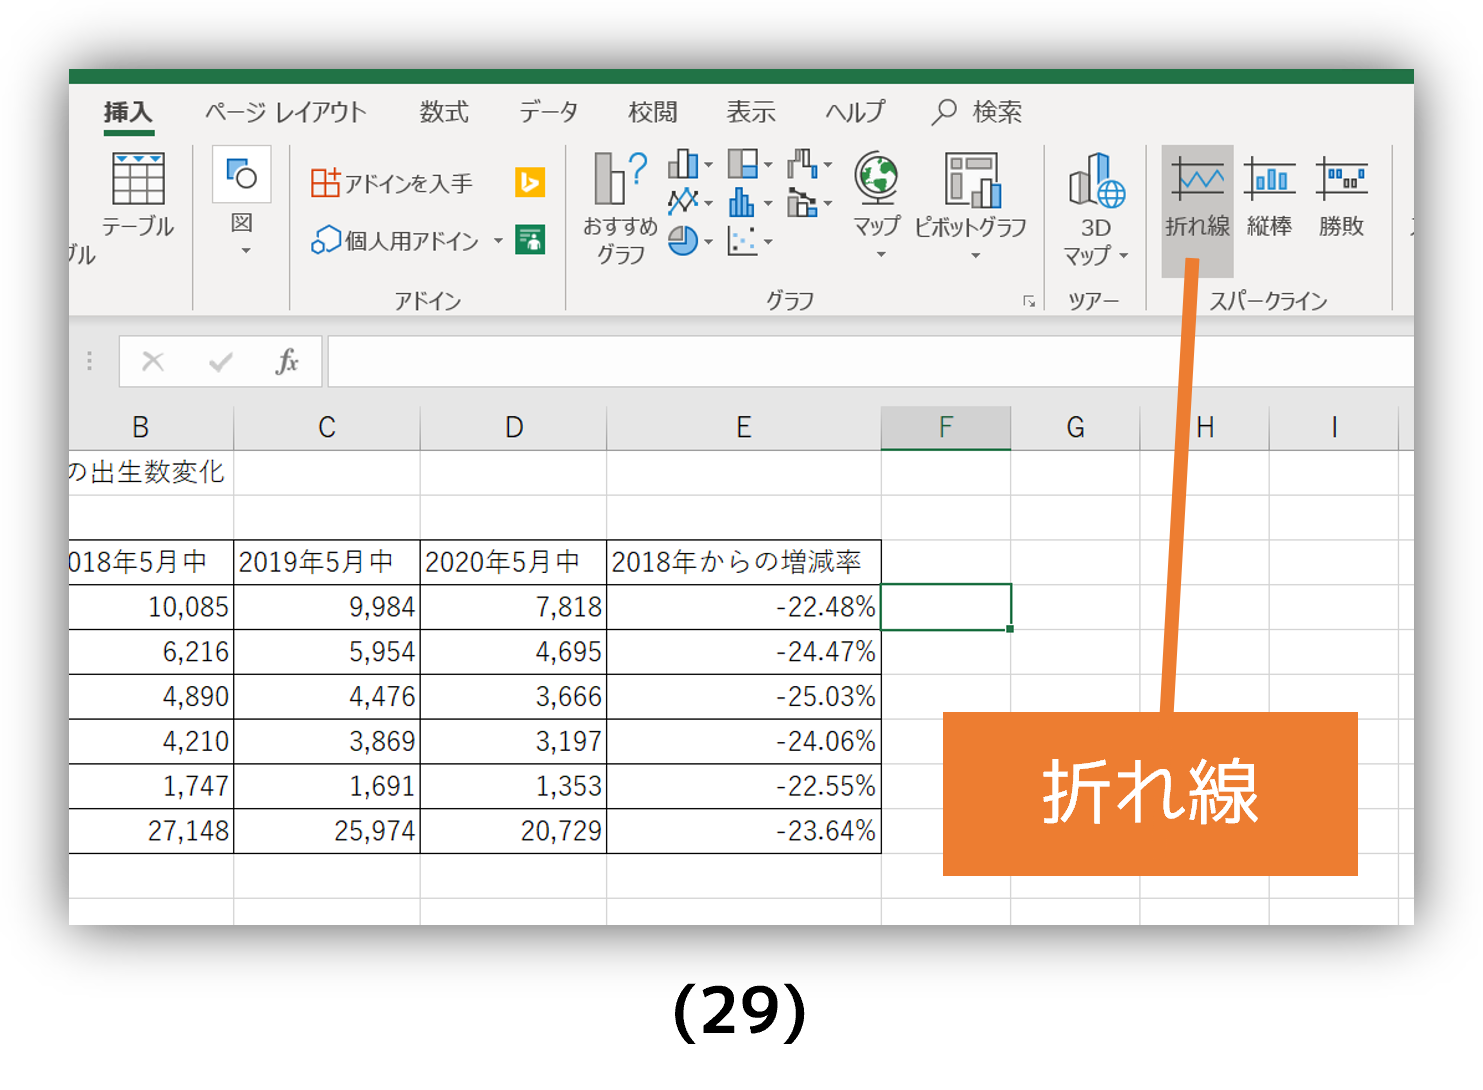 挿入 ページ レイアウト 数式 データ 校閲 表示 ヘルプ 検索
テーブル 図 アドインを入手 個人用アドイン おすすめ グラフ マップ ピボットグラフ 3D マップ 折れ線 縦棒 勝敗
ブル
アドイン グラフ ツアー スパークライン
fx
B C D E F G H I
の出生数変化
018年5月中 2019年5月中 2020年5月中 2018年からの増減率
10,085 9,984 7,818 -22.48%
6,216 5,954 4,695 -24.47%
4,890 4,476 3,666 -25.03%
4,210 3,869 3,197 -24.06%
1,747 1,691 1,353 -22.55%
27,148 25,974 20,729 -23.64%
折れ線
(29)